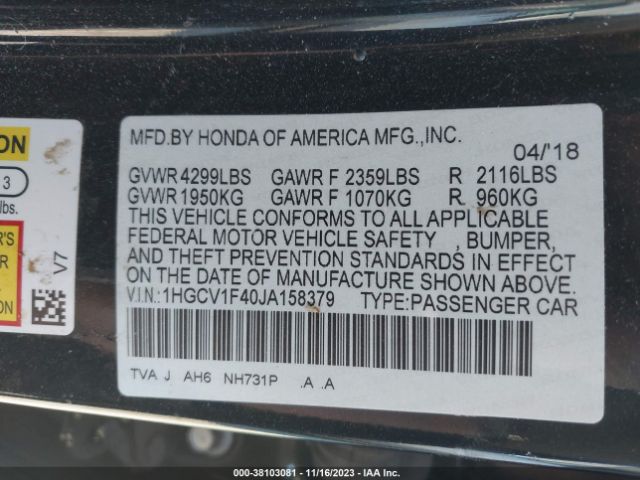 MFD.BY HONDA OF AMERICA MFG.,INC.
04/'18
GVWR 4299LBS GAWR F 2359LBS R 2116LBS
GVWR 1950KG GAWR F 1070KG R 960KG
THIS VEHICLE CONFORMS TO ALL APPLICABLE
FEDERAL MOTOR VEHICLE SAFETY , BUMPER,
AND THEFT PREVENTION STANDARDS IN EFFECT
ON THE DATE OF MANUFACTURE SHOWN ABOVE.
V.I.N.:1HGCV1F40JA158379 TYPE:PASSENGER CAR
TVA J AH6 NH731P .A .A
ON
3
lbs.
R'S
R
V7
000-38103081 - 11/16/2023 - IAA Inc.